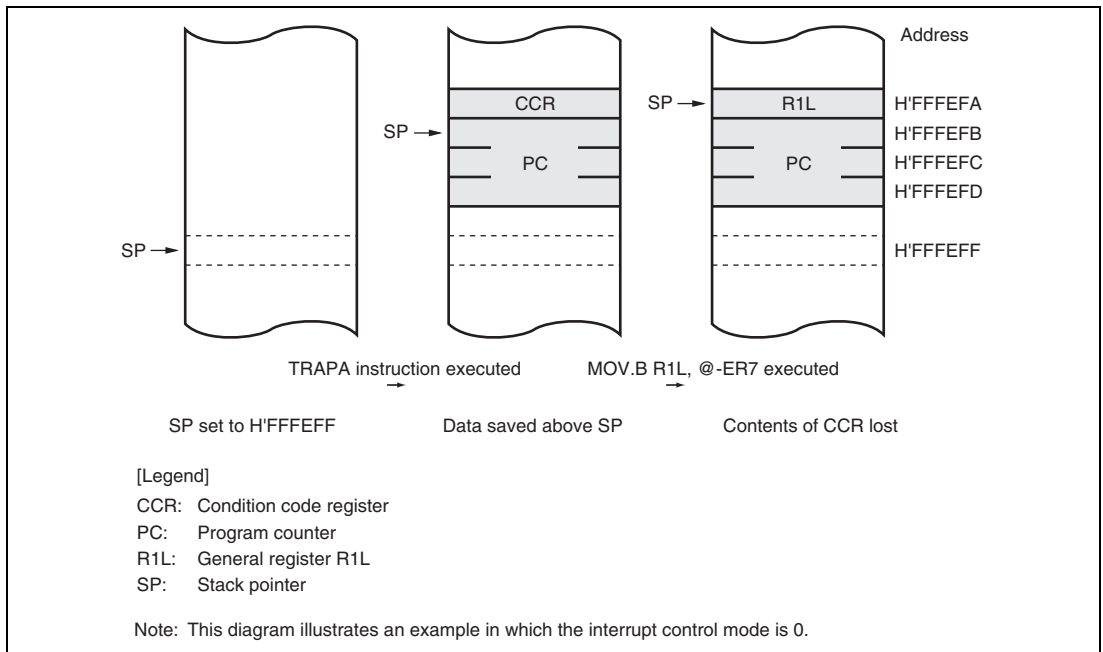 Address
CCR
SP
R1L
H'FFFEFA
SP
H'FFFEFB
PC
PC
H'FFFEFC
H'FFFEFD
SP
H'FFFEFF
TRAPA instruction executed
MOV.B R1L, @-ER7 executed
SP set to H'FFFEFF
Data saved above SP
Contents of CCR lost
[Legend]
CCR: Condition code register
PC: Program counter
R1L: General register R1L
SP: Stack pointer
Note: This diagram illustrates an example in which the interrupt control mode is 0.